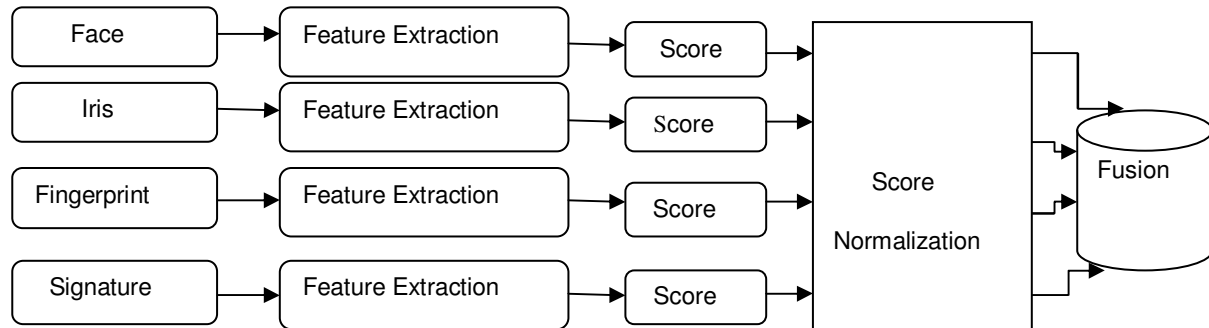 Face
Feature Extraction
Score
Iris
Feature Extraction
Score
Fingerprint
Feature Extraction
Score
Signature
Feature Extraction
Score
Score
Normalization
Fusion